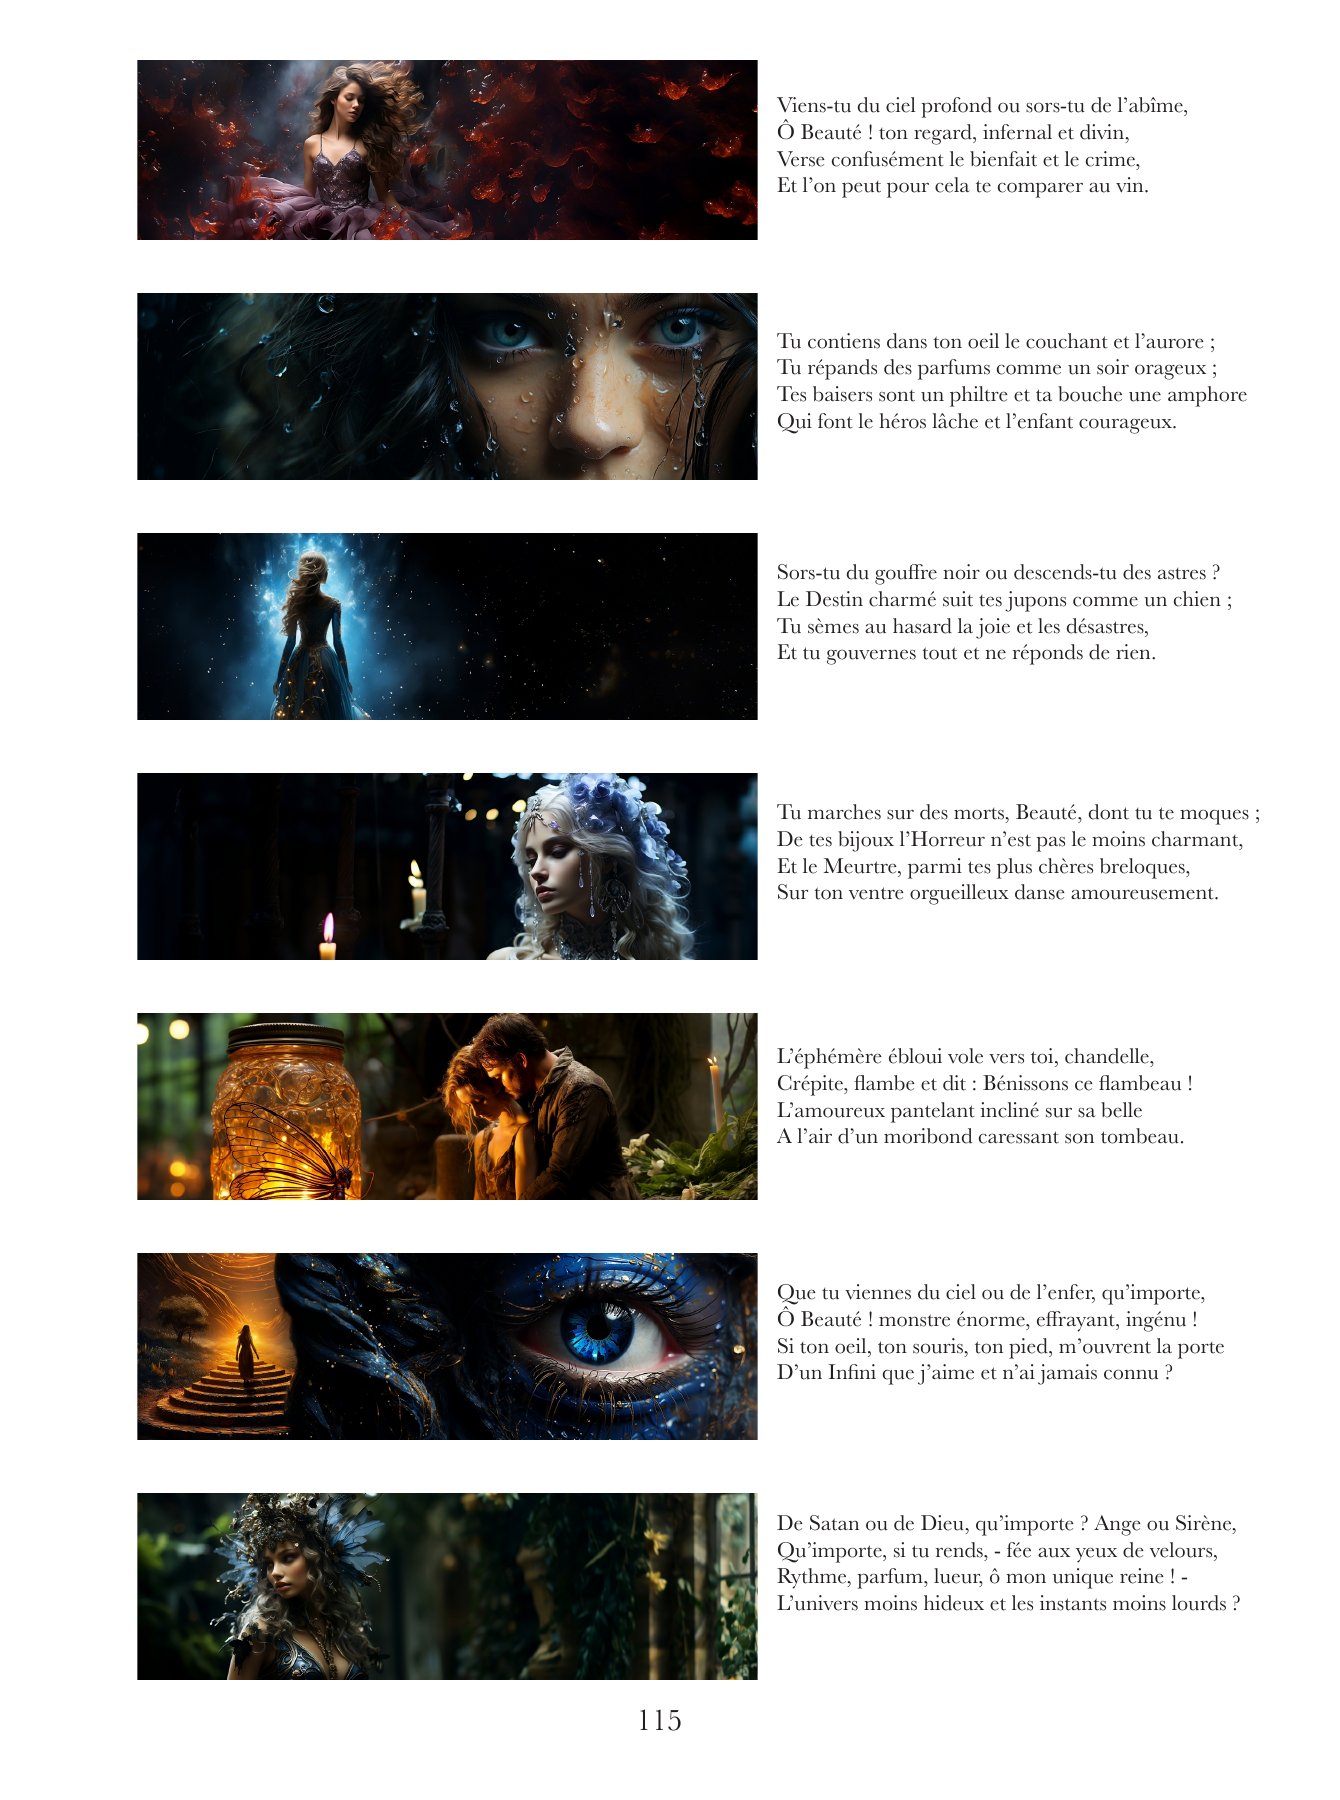 Viens-tu du ciel profond ou sors-tu de l’abîme,
Ô Beauté ! ton regard, infernal et divin,
Verse confusément le bienfait et le crime,
Et l’on peut pour cela te comparer au vin.
Tu contiens dans ton oeil le couchant et l’aurore ;
Tu répands des parfums comme un soir orageux ;
Tes baisers sont un philtre et ta bouche une amphore
Qui font le héros lâche et l’enfant courageux.
Sors-tu du gouffre noir ou descends-tu des astres ?
Le Destin charmé suit tes jupons comme un chien ;
Tu sèmes au hasard la joie et les désastres,
Et tu gouvernes tout et ne réponds de rien.
Tu marches sur des morts, Beauté, dont tu te moques ;
De tes bijoux l’Horreur n’est pas le moins charmant,
Et le Meurtre, parmi tes plus chères breloques,
Sur ton ventre orgueilleux danse amoureusement.
L’éphémère ébloui vole vers toi, chandelle,
Crépite, flambe et dit : Bénissons ce flambeau !
L’amoureux pantelant incliné sur sa belle
A l’air d’un moribond caressant son tombeau.
Que tu viennes du ciel ou de l’enfer, qu’importe,
Ô Beauté ! monstre énorme, effrayant, ingénu !
Si ton oeil, ton souris, ton pied, m’ouvrent la porte
D’un Infini que j’aime et n’ai jamais connu ?
De Satan ou de Dieu, qu’importe ? Ange ou Sirène,
Qu’importe, si tu rends, - fée aux yeux de velours,
Rythme, parfum, lueur, ô mon unique reine ! -
L’univers moins hideux et les instants moins lourds ?
115